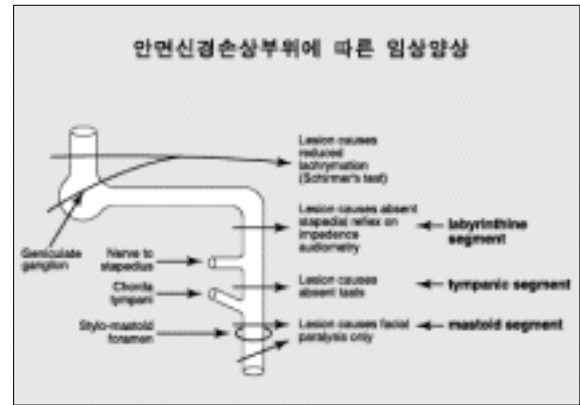 안면신경손상부위에 따른 임상양상
Lesion causes
reduced
lachrymation
(Schirmer's test)
Lesion causes absent
stapedial reflex on
impedance
audiometry
labyrinthine
segment
Geniculate
ganglion
Nerve to
stapedius
Chorda
tympani
Lesion causes
absent taste
tympanic segment
Stylo-mastoid
foramen
Lesion causes facial
paralysis only
mastoid segment